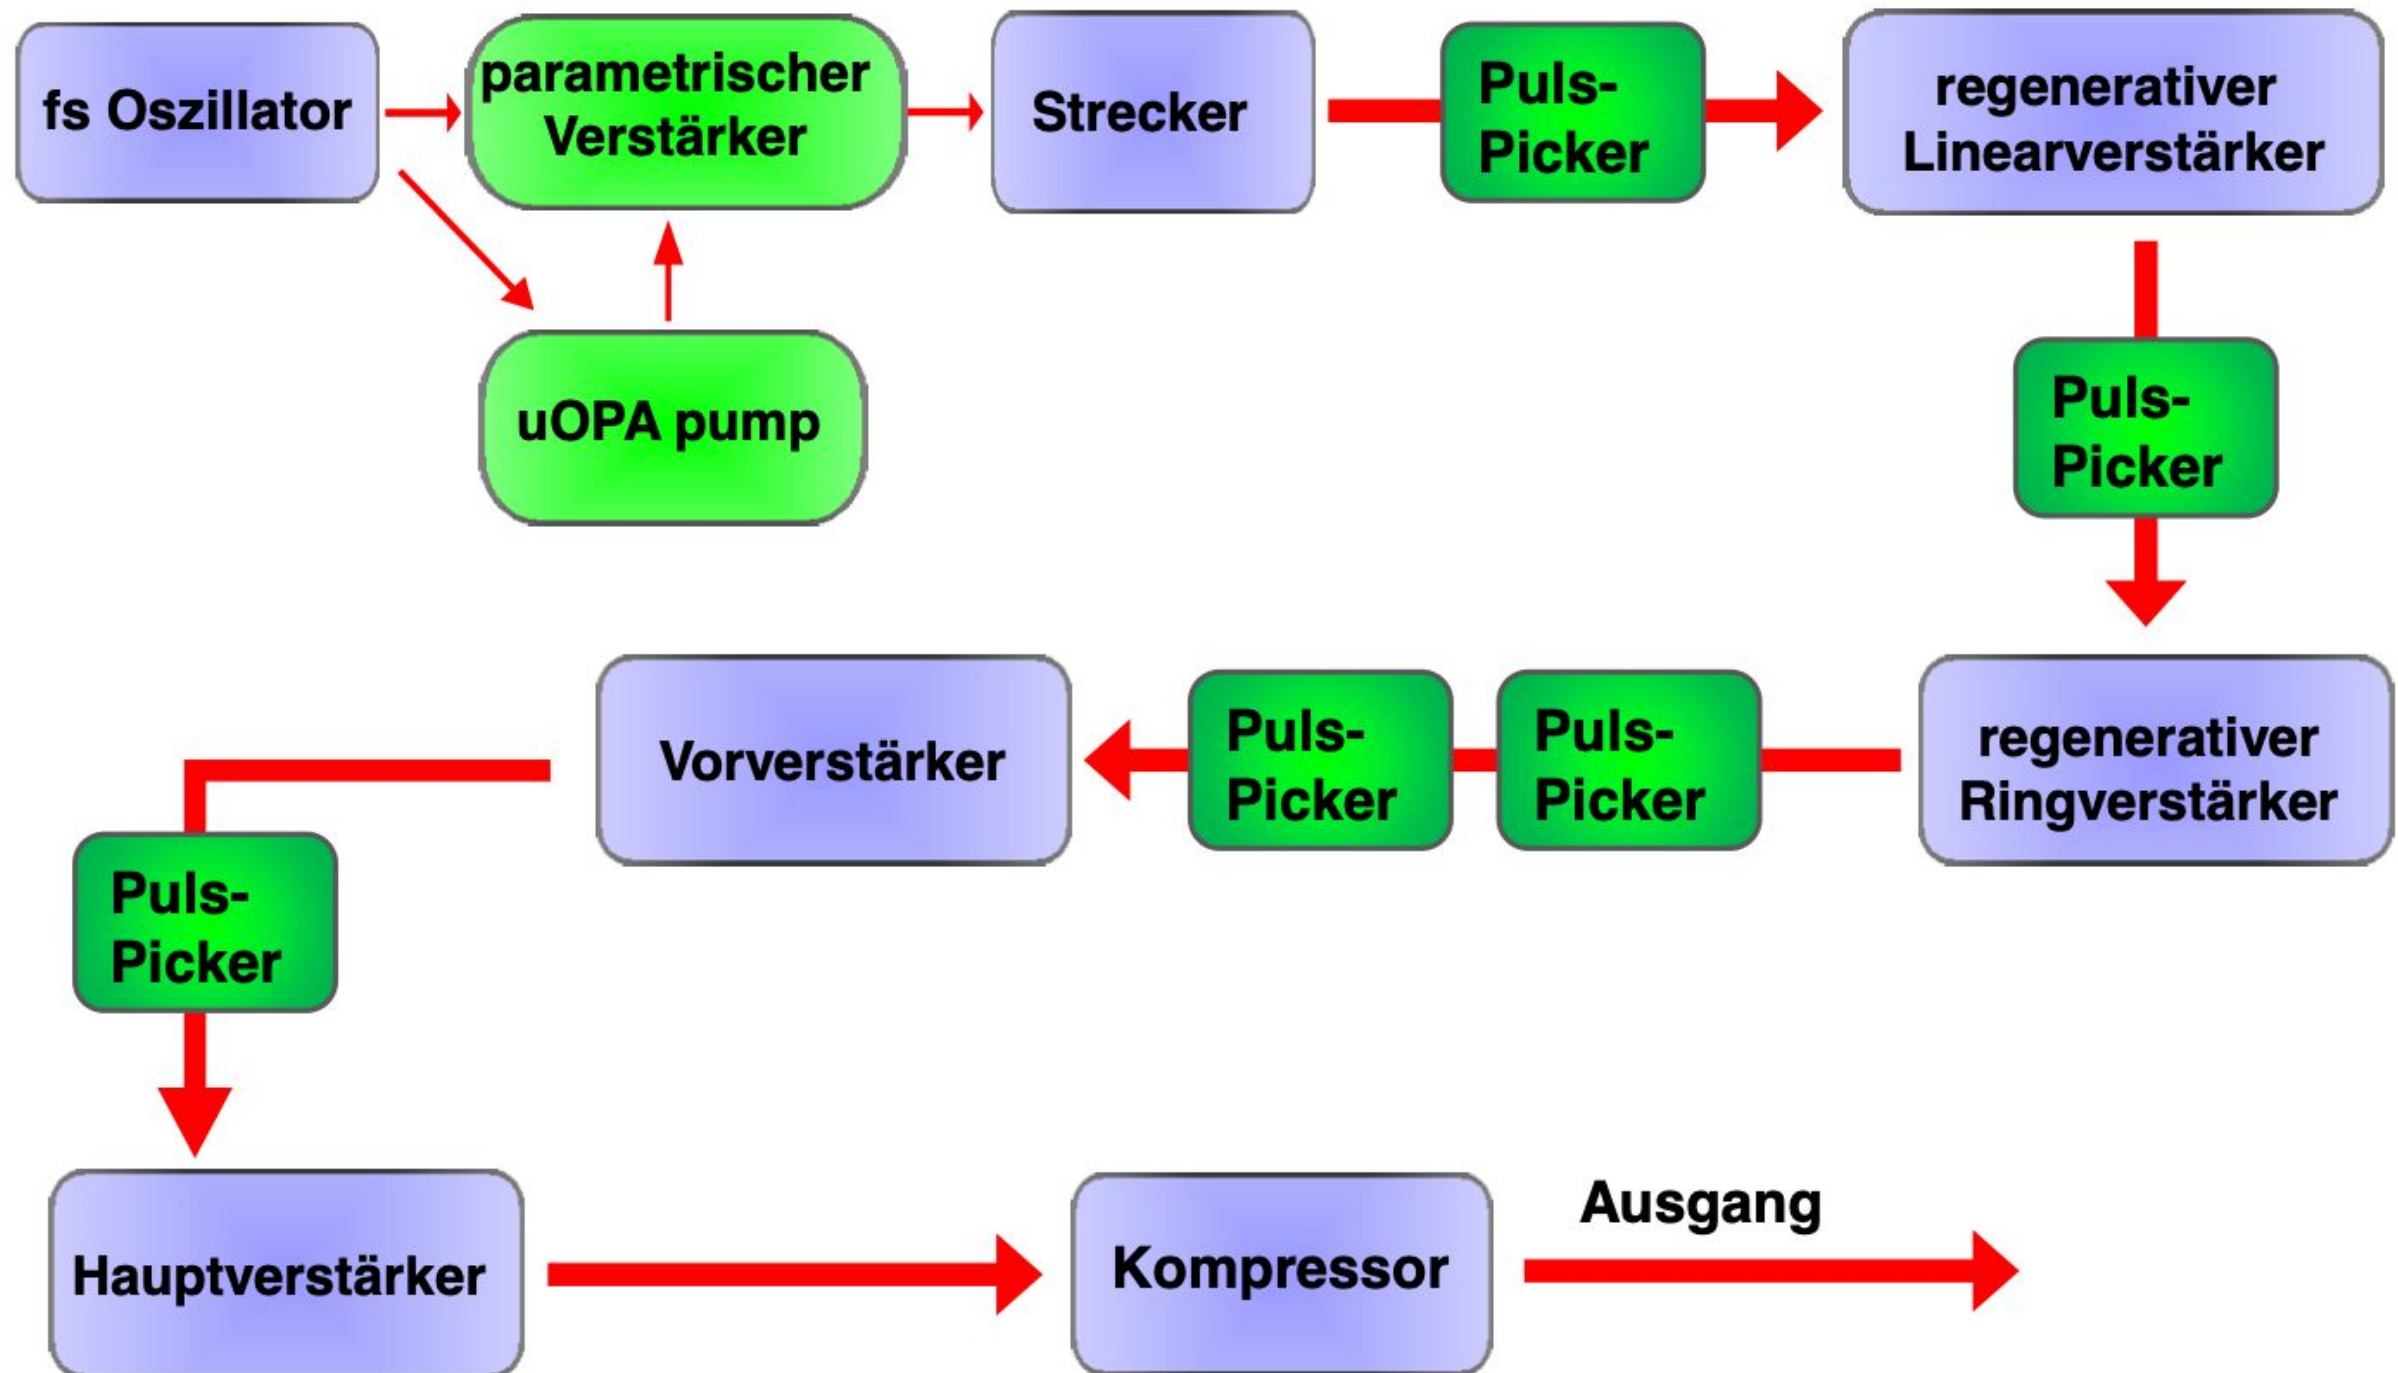 fs Oszillator
parametrischer
Verstärker
Strecker
Puls-
Picker
regenerativer
Linearverstärker
uOPA pump
Puls-
Picker
regenerativer
Ringverstärker
Puls-
Picker
Puls-
Picker
Vorverstärker
Puls-
Picker
Hauptverstärker
Kompressor
Ausgang